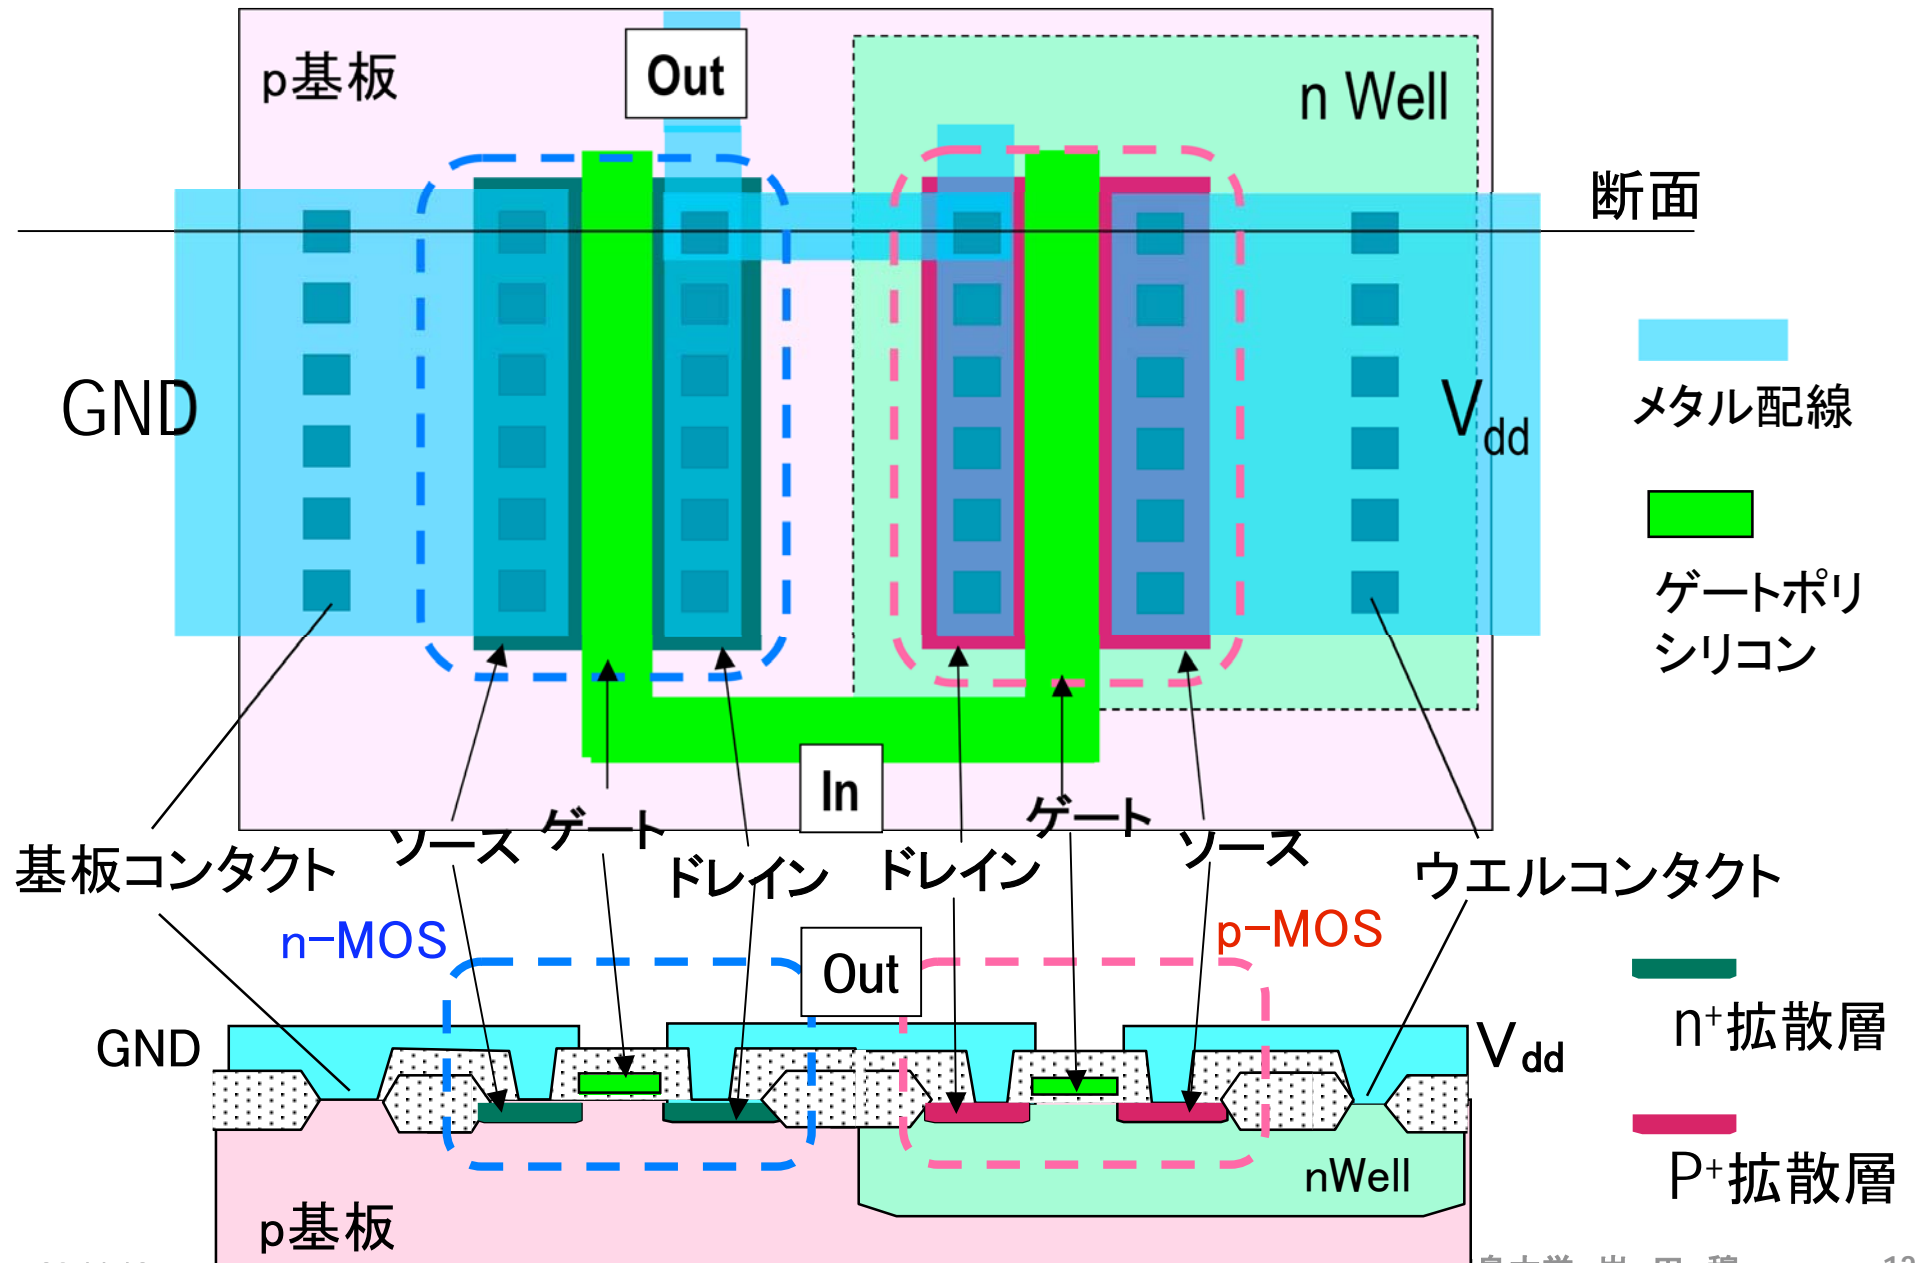 p基板
Out
n Well
断面
GND
Vdd
メタル配線
ゲートポリ
シリコン
In
基板コンタクト
ソース
ゲート
ドレイン
ドレイン
ゲート
ソース
ウエルコンタクト
n-MOS
Out
p-MOS
GND
Vdd
n+拡散層
P+拡散層
nWell
p基板